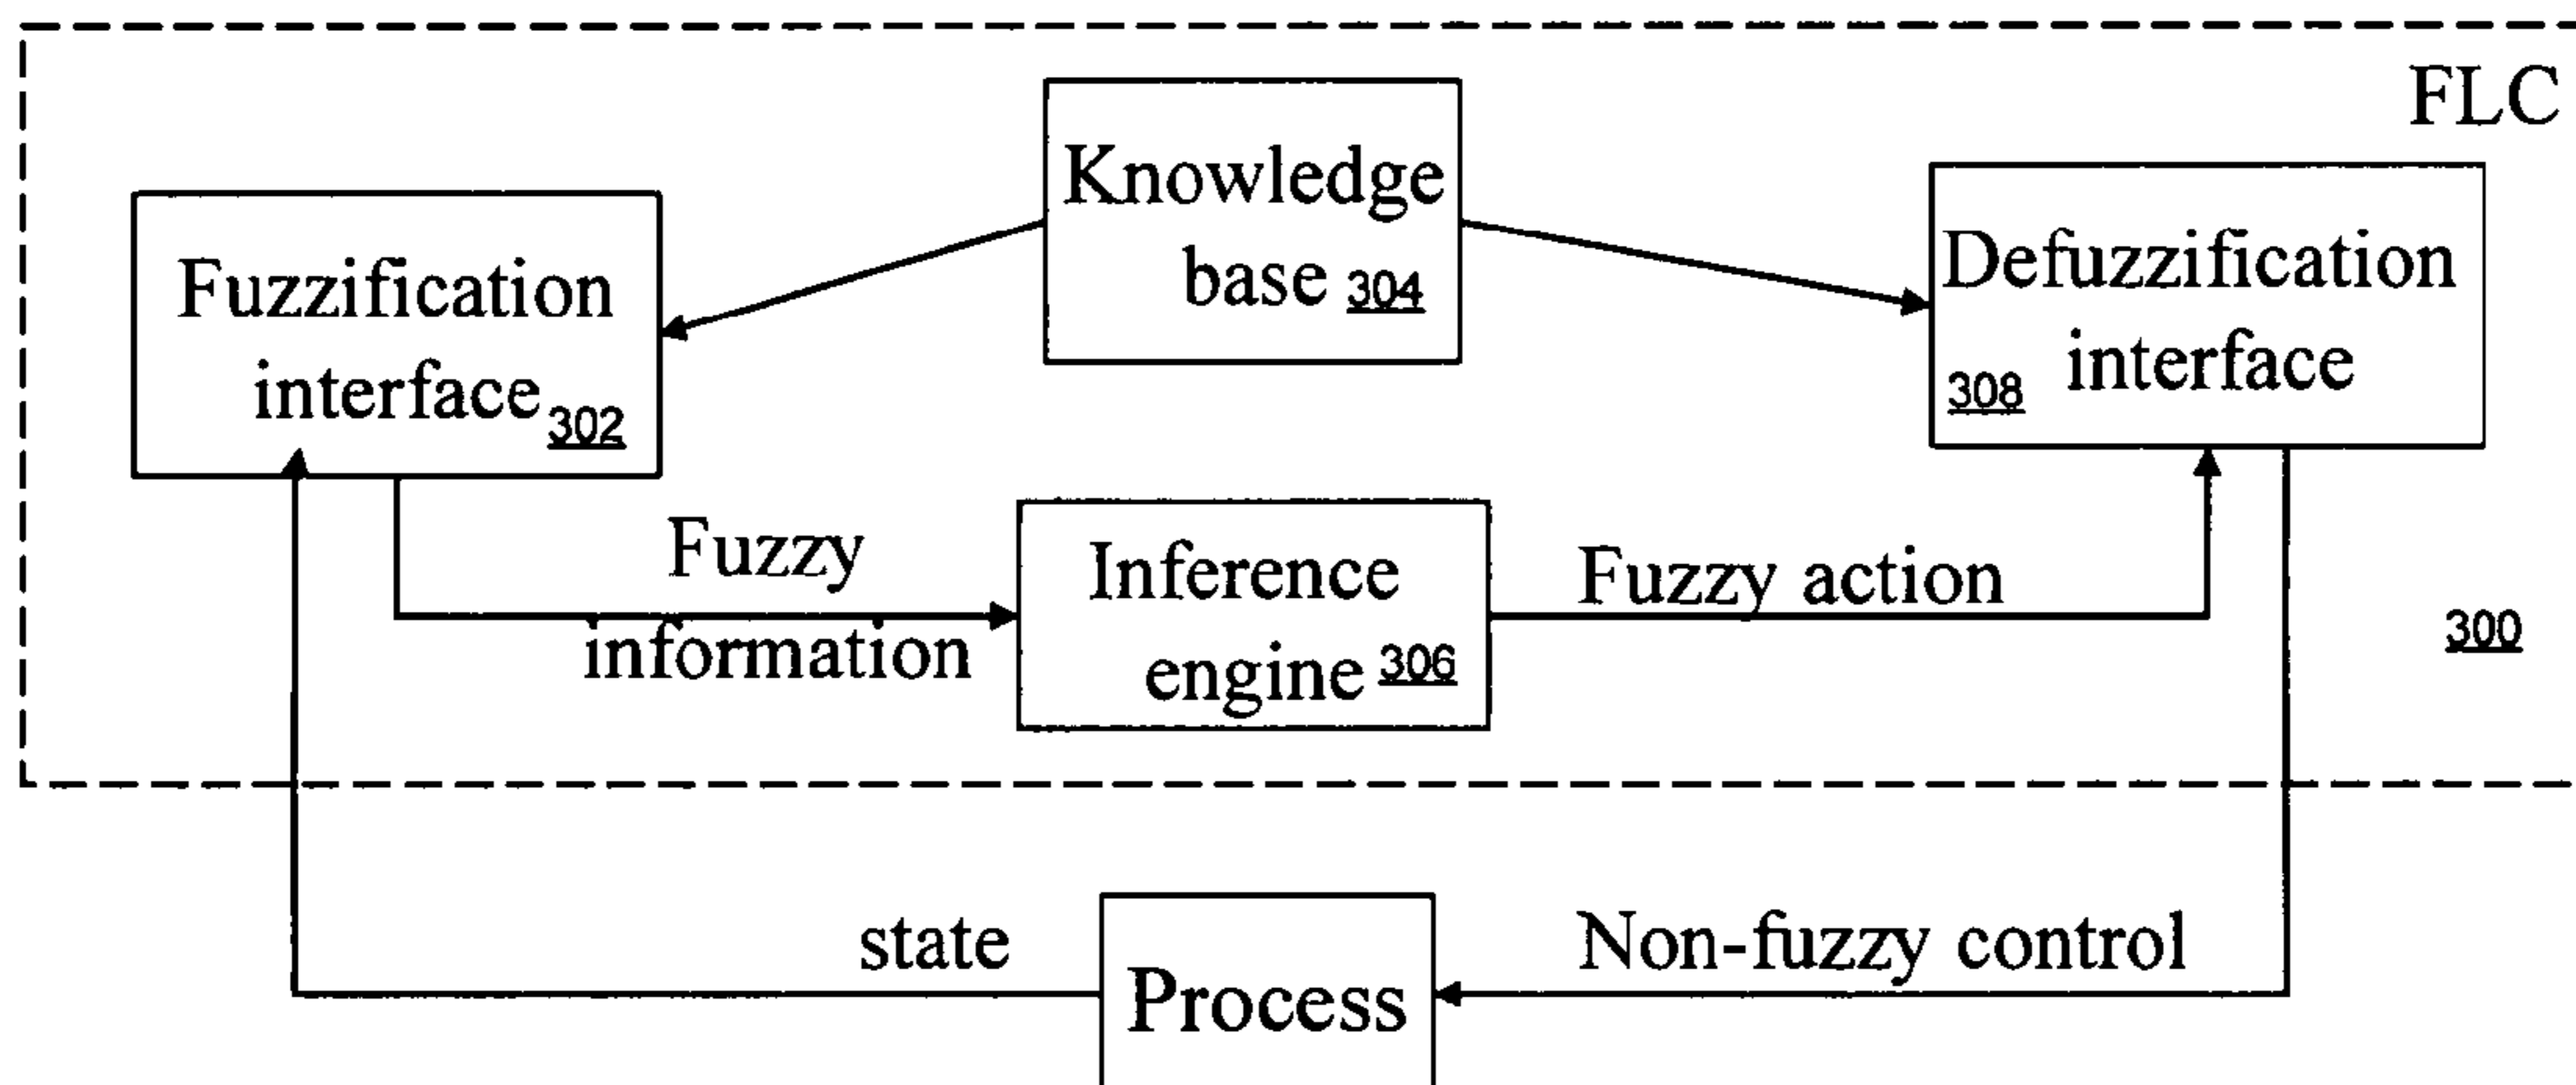 FLC
Knowledge
base 304
Fuzzification
interface 302
Defuzzification
308 interface
Fuzzy
information
Inference
engine 306
Fuzzy action
300
state
Process
Non-fuzzy control